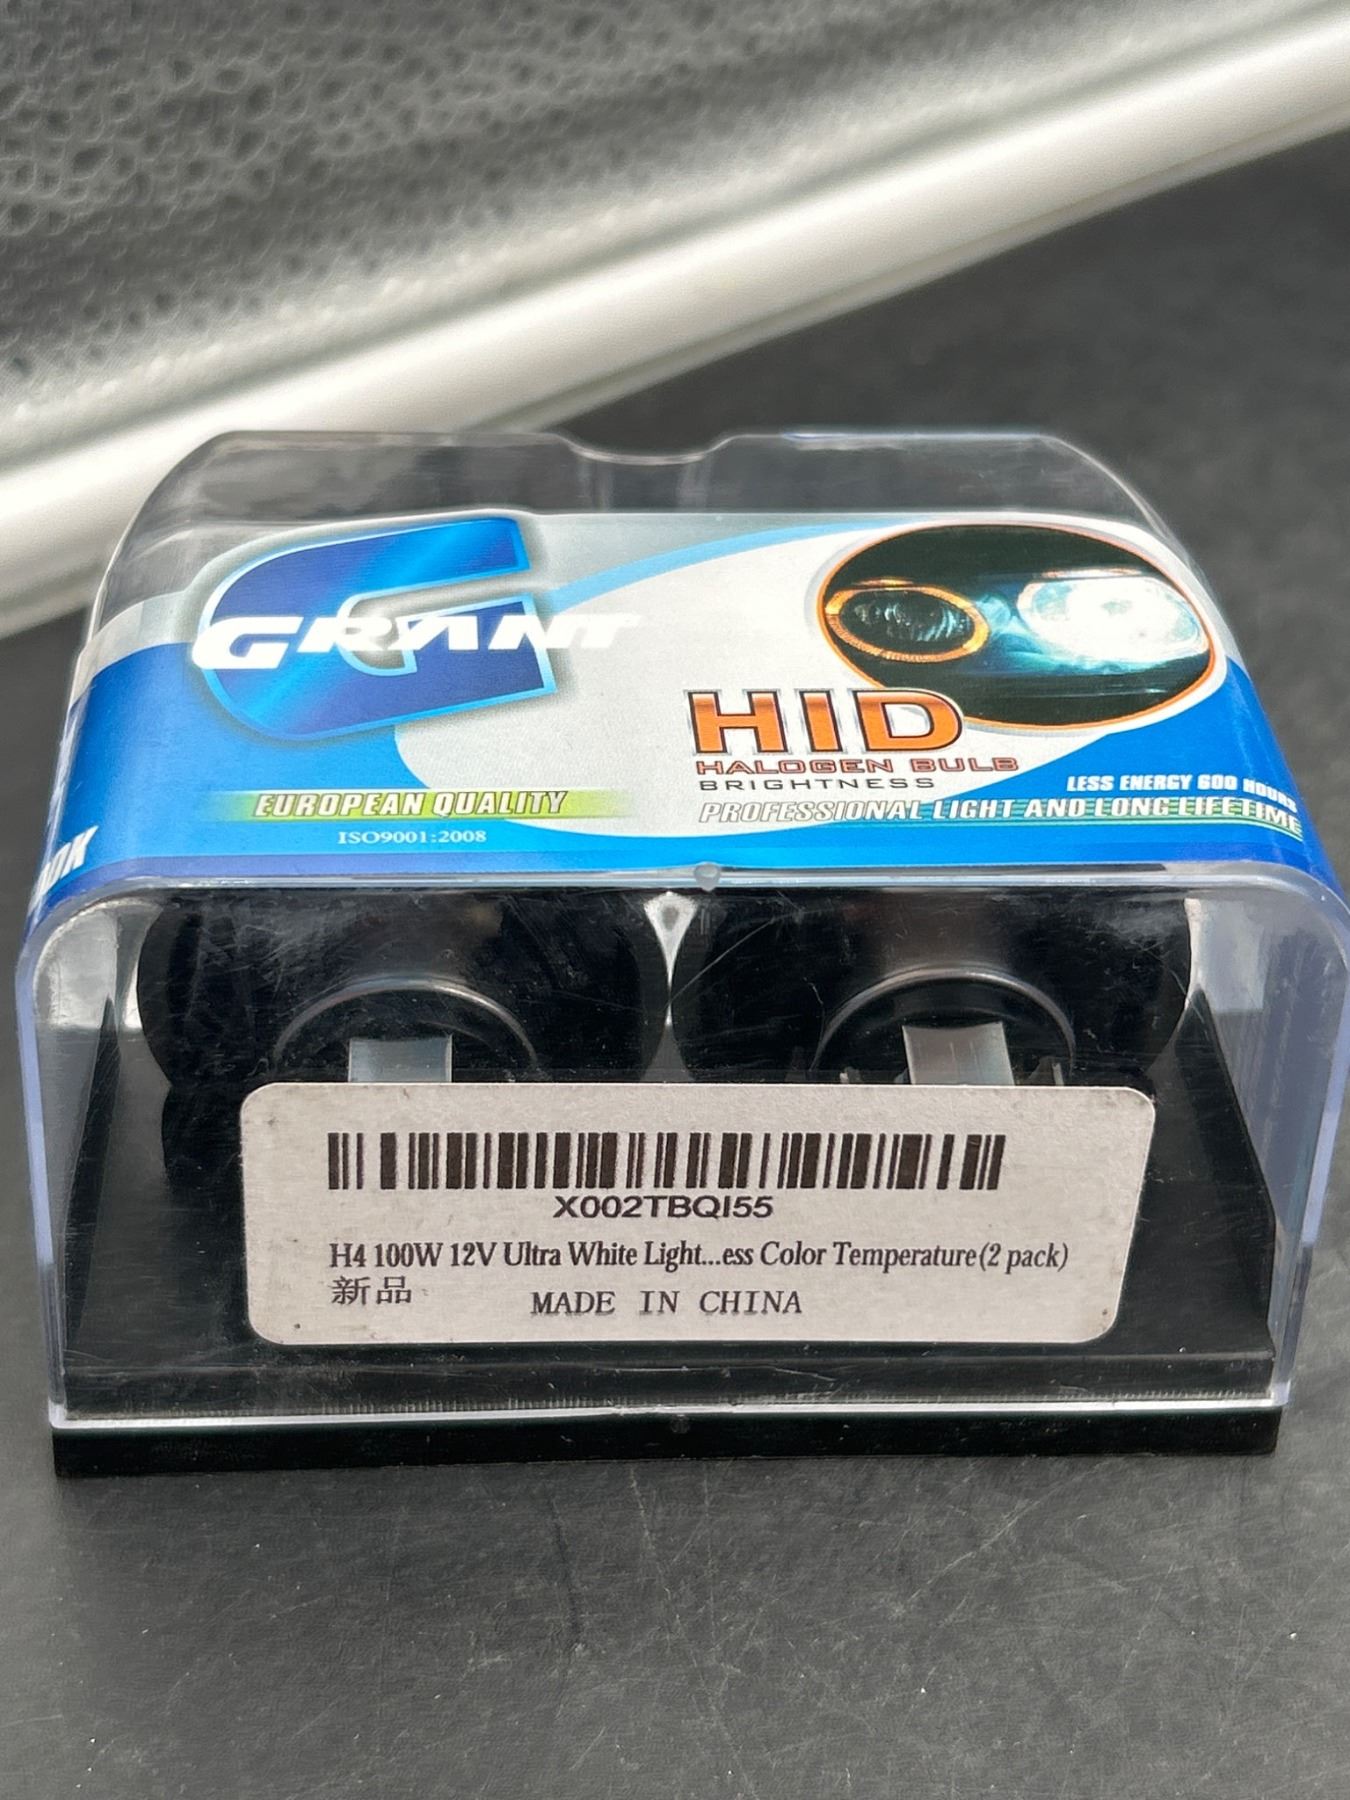 GRANT
HID
HALOGEN BULB
BRIGHTNESS
LESS ENERGY 600 HOURS
EUROPEAN QUALITY
PROFESSIONAL LIGHT AND LONG LIFETIME
ISO9001:2008
X002TBQI55
H4 100W 12V Ultra White Light...ess Color Temperature(2 pack)
新品 MADE IN CHINA